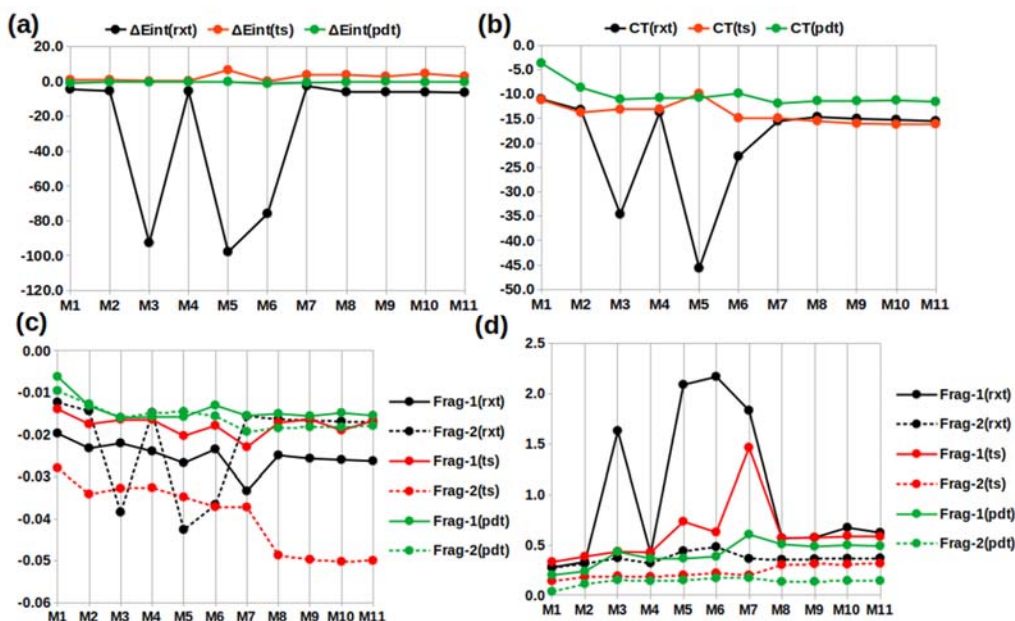 (a)
ΔEint(rxt) ΔEint(ts) ΔEint(pdt)
20.0
0.0
-20.0
-40.0
-60.0
-80.0
-100.0
-120.0
M1 M2 M3 M4 M5 M6 M7 M8 M9 M10 M11
(b)
CT(rxt) CT(ts) CT(pdt)
0.0
-5.0
-10.0
-15.0
-20.0
-25.0
-30.0
-35.0
-40.0
-45.0
-50.0
M1 M2 M3 M4 M5 M6 M7 M8 M9 M10 M11
(c)
0.00
-0.01
-0.02
-0.03
-0.04
-0.05
-0.06
M1 M2 M3 M4 M5 M6 M7 M8 M9 M10 M11
Frag-1(rxt)
Frag-2(rxt)
Frag-1(ts)
Frag-2(ts)
Frag-1(pdt)
Frag-2(pdt)
(d)
2.5
2.0
1.5
1.0
0.5
0.0
M1 M2 M3 M4 M5 M6 M7 M8 M9 M10 M11
Frag-1(rxt)
Frag-2(rxt)
Frag-1(ts)
Frag-2(ts)
Frag-1(pdt)
Frag-2(pdt)